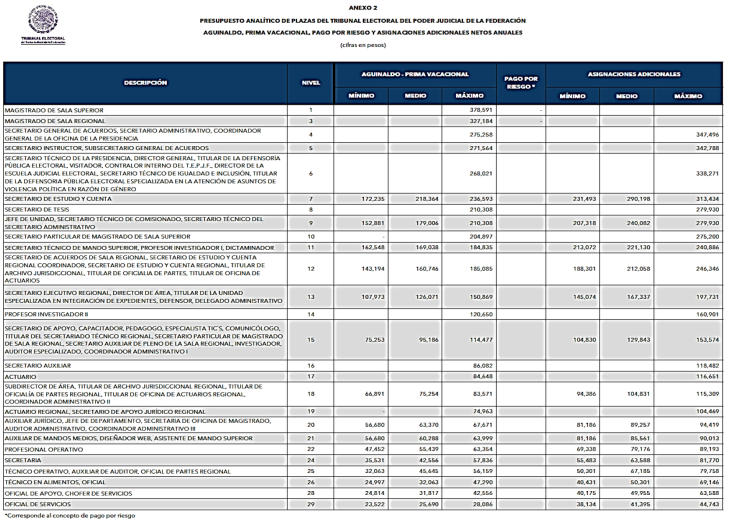 ANEXO 2
PRESUPUESTO ANALÍTICO DE PLAZAS DEL TRIBUNAL ELECTORAL DEL PODER JUDICIAL DE LA FEDERACIÓN
TRIBUNAL ELECTORAL
del Poder Judicial de la Federación
AGUINALDO, PRIMA VACACIONAL, PAGO POR RIESGO Y ASIGNACIONES ADICIONALES NETOS ANUALES
(cifras en pesos)
DESCRIPCIÓN NIVEL AGUINALDO - PRIMA VACACIONAL PAGO POR RIESGO * ASIGNACIONES ADICIONALES
MÍNIMO MEDIO MÁXIMO MÍNIMO MEDIO MÁXIMO
MAGISTRADO DE SALA SUPERIOR 1 378,591 -
MAGISTRADO DE SALA REGIONAL 3 327,184 -
SECRETARIO GENERAL DE ACUERDOS, SECRETARIO ADMINISTRATIVO, COORDINADOR
GENERAL DE LA OFICINA DE LA PRESIDENCIA 4 275,258 347,496
SECRETARIO INSTRUCTOR, SUBSECRETARIO GENERAL DE ACUERDOS 5 271,564 342,788
SECRETARIO TÉCNICO DE LA PRESIDENCIA, DIRECTOR GENERAL, TITULAR DE LA DEFENSORÍA
PÚBLICA ELECTORAL, VISITADOR, CONTRALOR INTERNO DEL T.E.P.J.F., DIRECTOR DE LA
ESCUELA JUDICIAL ELECTORAL, SECRETARIO TÉCNICO DE IGUALDAD E INCLUSIÓN, TITULAR
DE LA DEFENSORIA PÚBLICA ELECTORAL ESPECIALIZADA EN LA ATENCIÓN DE ASUNTOS DE
VIOLENCIA POLÍTICA EN RAZÓN DE GÉNERO 6 268,021 338,271
SECRETARIO DE ESTUDIO Y CUENTA 7 172,235 218,364 236,593 231,493 290,198 313,434
SECRETARIO DE TESIS 8 210,308 279,930
JEFE DE UNIDAD, SECRETARIO TÉCNICO DE COMISIONADO, SECRETARIO TÉCNICO DEL
SECRETARIO ADMINISTRATIVO 9 152,881 179,006 210,308 207,318 240,082 279,930
SECRETARIO PARTICULAR DE MAGISTRADO DE SALA SUPERIOR 10 - 204,897 275,200
SECRETARIO TÉCNICO DE MANDO SUPERIOR, PROFESOR INVESTIGADOR I, DICTAMINADOR 11 162,548 169,038 184,835 213,072 221,130 240,886
SECRETARIO DE ACUERDOS DE SALA REGIONAL, SECRETARIO DE ESTUDIO Y CUENTA
REGIONAL COORDINADOR, SECRETARIO DE ESTUDIO Y CUENTA REGIONAL, TITULAR DE
ARCHIVO JURISDICCIONAL, TITULAR DE OFICIALIA DE PARTES, TITULAR DE OFICINA DE
ACTUARIOS 12 143,194 160,746 185,085 188,301 212,058 246,346
SECRETARIO EJECUTIVO REGIONAL, DIRECTOR DE ÁREA, TITULAR DE LA UNIDAD
ESPECIALIZADA EN INTEGRACIÓN DE EXPEDIENTES, DEFENSOR, DELEGADO ADMINISTRATIVO 13 107,973 126,071 150,869 145,074 167,337 197,731
PROFESOR INVESTIGADOR II 14 120,650 160,901
SECRETARIO DE APOYO, CAPACITADOR, PEDAGOGO, ESPECIALISTA TIC'S, COMUNICÓLOGO,
TITULAR DEL SECRETARIADO TÉCNICO REGIONAL, SECRETARIO PARTICULAR DE MAGISTRADO
DE SALA REGIONAL, SECRETARIO AUXILIAR DE PLENO DE LA SALA REGIONAL, INVESTIGADOR,
AUDITOR ESPECIALIZADO, COORDINADOR ADMINISTRATIVO I 15 75,253 95,186 114,477 104,830 129,843 153,574
SECRETARIO AUXILIAR 16 86,082 118,482
ACTUARIO 17 84,648 116,651
SUBDIRECTOR DE ÁREA, TITULAR DE ARCHIVO JURISDICCIONAL REGIONAL, TITULAR DE
OFICIALÍA DE PARTES REGIONAL, TITULAR DE OFICINA DE ACTUARIOS REGIONAL,
COORDINADOR ADMINISTRATIVO II 18 66,891 75,254 83,571 94,386 104,831 115,309
ACTUARIO REGIONAL, SECRETARIO DE APOYO JURÍDICO REGIONAL 19 - 74,963 104,469
AUXILIAR JURÍDICO, JEFE DE DEPARTAMENTO, SECRETARIA DE OFICINA DE MAGISTRADO,
AUDITOR ADMINISTRATIVO, COORDINADOR ADMINISTRATIVO III 20 56,680 63,370 67,671 81,186 89,257 94,419
AUXILIAR DE MANDOS MEDIOS, DISEÑADOR WEB, ASISTENTE DE MANDO SUPERIOR 21 56,680 60,288 63,999 81,186 85,561 90,013
PROFESIONAL OPERATIVO 22 47,452 55,439 63,354 69,338 79,176 89,193
SECRETARIA 24 35,531 42,556 57,836 55,483 63,588 81,770
TÉCNICO OPERATIVO, AUXILIAR DE AUDITOR, OFICIAL DE PARTES REGIONAL 25 32,063 45,645 56,159 50,301 67,185 79,758
TÉCNICO EN ALIMENTOS, OFICIAL 26 24,997 32,063 47,290 40,431 50,301 69,146
OFICIAL DE APOYO, CHOFER DE SERVICIOS 28 24,814 31,817 42,556 40,175 49,955 63,588
OFICIAL DE SERVICIOS 29 23,522 25,690 28,086 38,134 41,395 44,743
*Corresponde al concepto de pago por riesgo